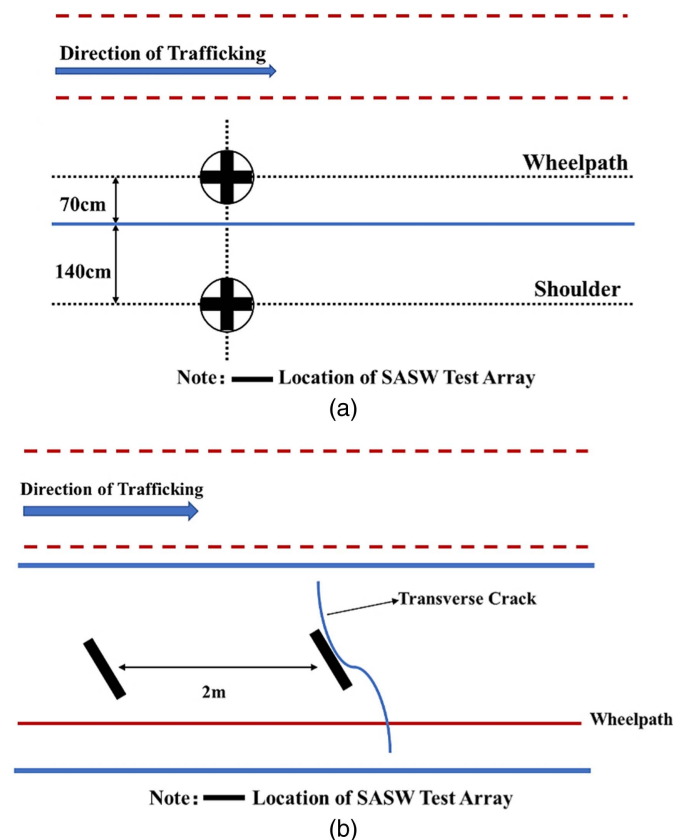 Direction of Trafficking
Wheelpath
70cm
140cm
Shoulder
Note: Location of SASW Test Array
(a)
Direction of Trafficking
Transverse Crack
2m
Wheelpath
Note: Location of SASW Test Array
(b)